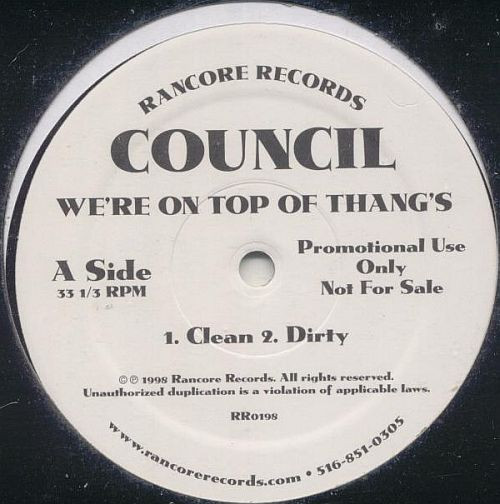 RANCORE RECORDS
COUNCIL
WE'RE ON TOP OF THANG'S
A Side
33 1/3 RPM
Promotional Use
Only
Not For Sale
1. Clean 2. Dirty
© ℗ 1998 Rancore Records. All rights reserved.
Unauthorized duplication is a violation of applicable laws.
RR0198
www.rancorerecords.com • 516-851-0305